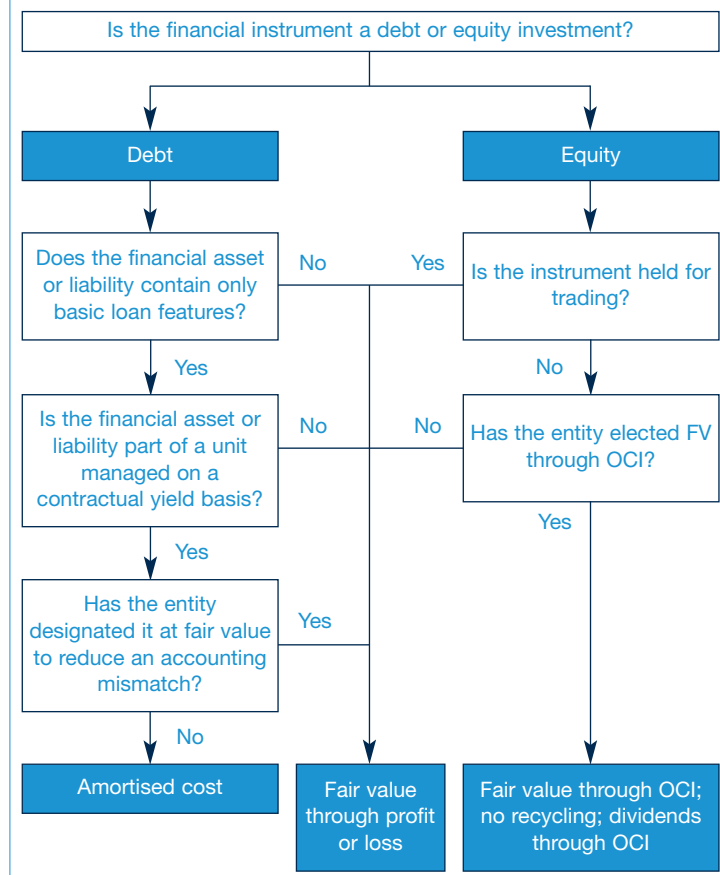 Is the financial instrument a debt or equity investment?
Debt
Equity
Does the financial asset
or liability contain only
basic loan features?
No
Yes
Is the instrument held for
trading?
Yes
No
Is the financial asset or
liability part of a unit
managed on a
contractual yield basis?
No
No
Has the entity elected FV
through OCI?
Yes
Yes
Has the entity
designated it at fair value
to reduce an accounting
mismatch?
Yes
No
Amortised cost
Fair value
through profit
or loss
Fair value through OCI;
no recycling; dividends
through OCI